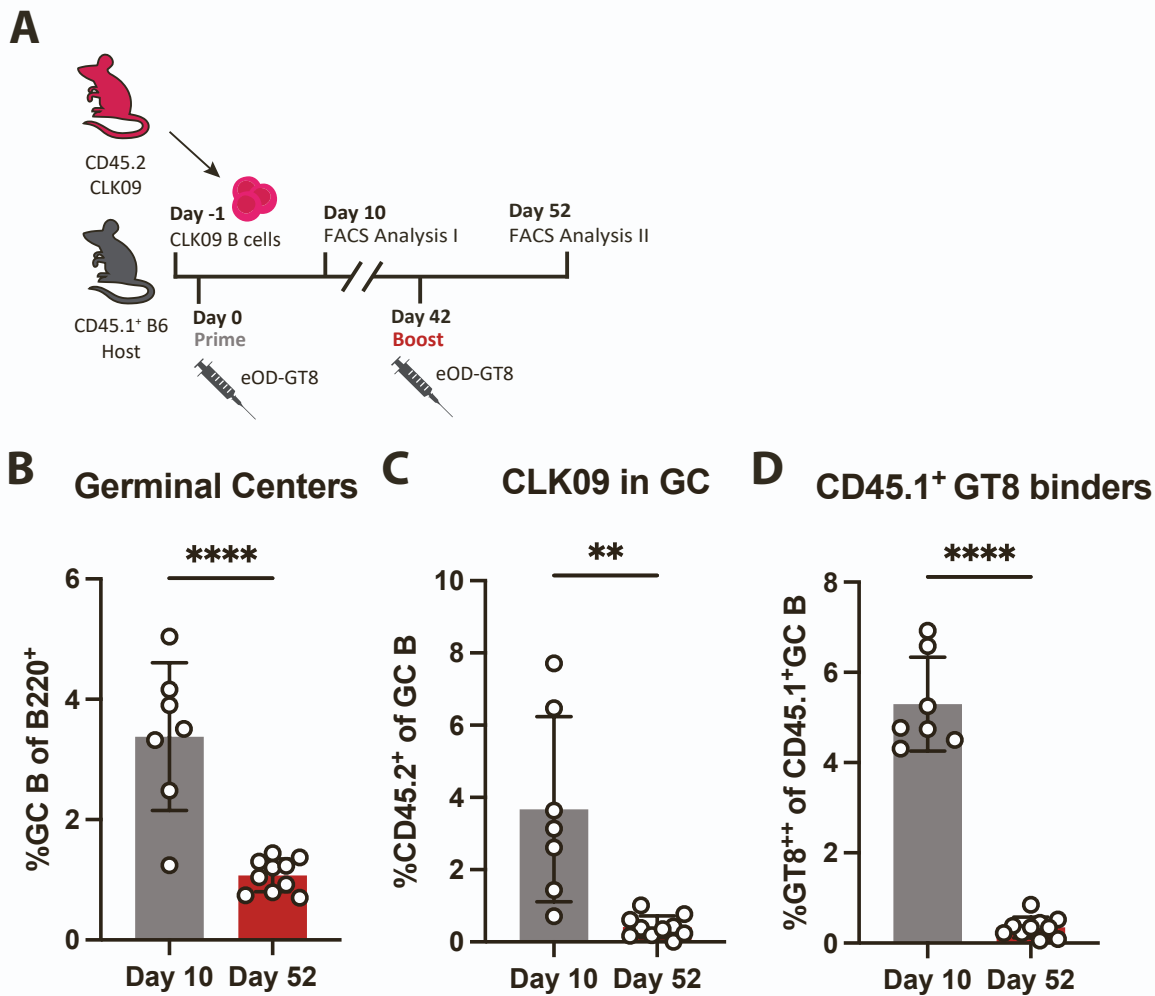 A
CD45.2
CLK09
CD45.1⁺ B6
Host
Day -1
CLK09 B cells
Day 10
FACS Analysis I
Day 52
FACS Analysis II
Day 0
Prime
eOD-GT8
Day 42
Boost
eOD-GT8
B
Germinal Centers
****
%GC B of B220⁺
6
4
2
0
Day 10
Day 52
C
CLK09 in GC
**
%CD45.2⁺ of GC B
10
8
6
4
2
0
Day 10
Day 52
D
CD45.1⁺ GT8 binders
****
%GT8⁺⁺ of CD45.1⁺GC B
8
6
4
2
0
Day 10
Day 52